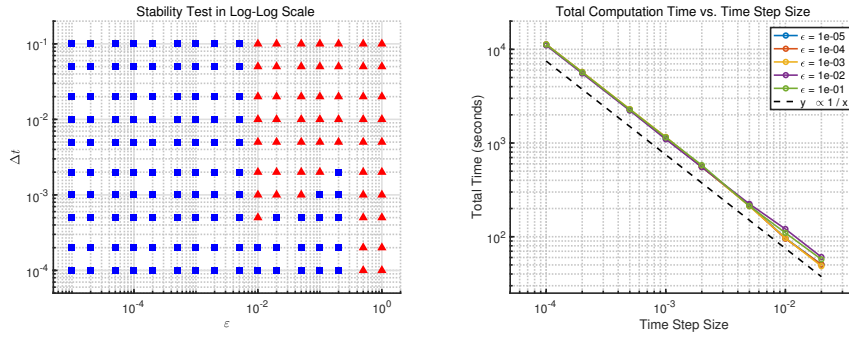 Stability Test in Log-Log Scale
10^-1
10^-2
10^-3
10^-4
Δt
10^-4
10^-2
10^0
ε
Total Computation Time vs. Time Step Size
10^4
10^3
10^2
Total Time (seconds)
10^-4
10^-3
10^-2
Time Step Size
ϵ = 1e-05
ϵ = 1e-04
ϵ = 1e-03
ϵ = 1e-02
ϵ = 1e-01
y ∝ 1 / x